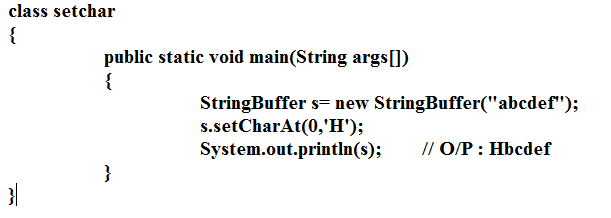 class setchar
{
public static void main(String args[])
{
StringBuffer s= new StringBuffer("abcdef");
s.setCharAt(0,'H');
System.out.println(s); // O/P : Hbcdef
}
}